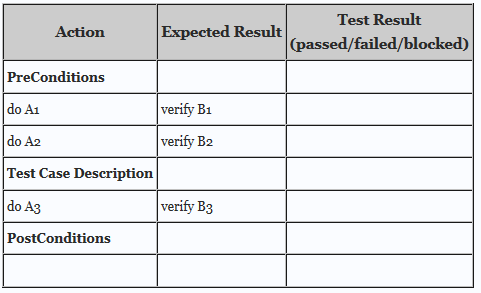 Action Expected Result Test Result
(passed/failed/blocked)
PreConditions
do A1 verify B1
do A2 verify B2
Test Case Description
do A3 verify B3
PostConditions